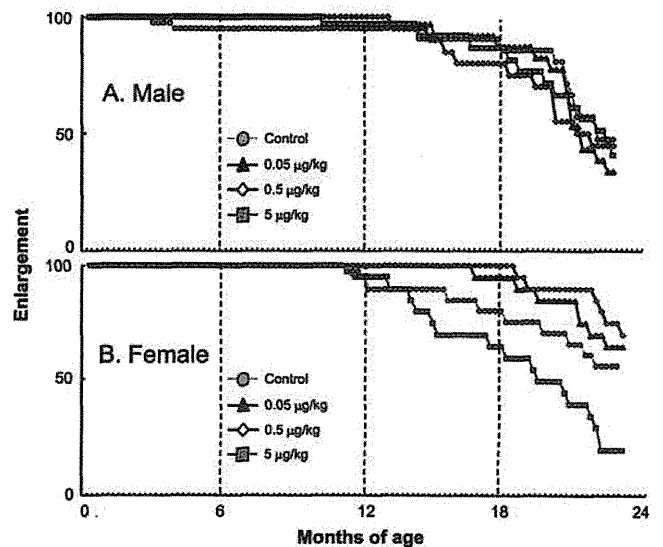 100
A. Male
Control
50
0.05 µg/kg
0.5 µg/kg
5 µg/kg
0
Enlargement
100
B. Female
50
Control
0.05 µg/kg
0.5 µg/kg
5 µg/kg
0
0 6 12 18 24
Months of age